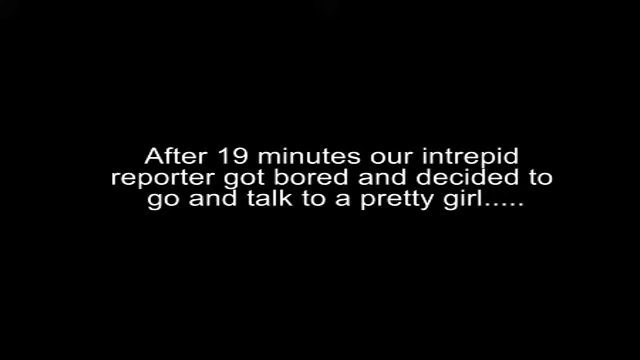 After 19 minutes our intrepid
reporter got bored and decided to
go and talk to a pretty girl.....